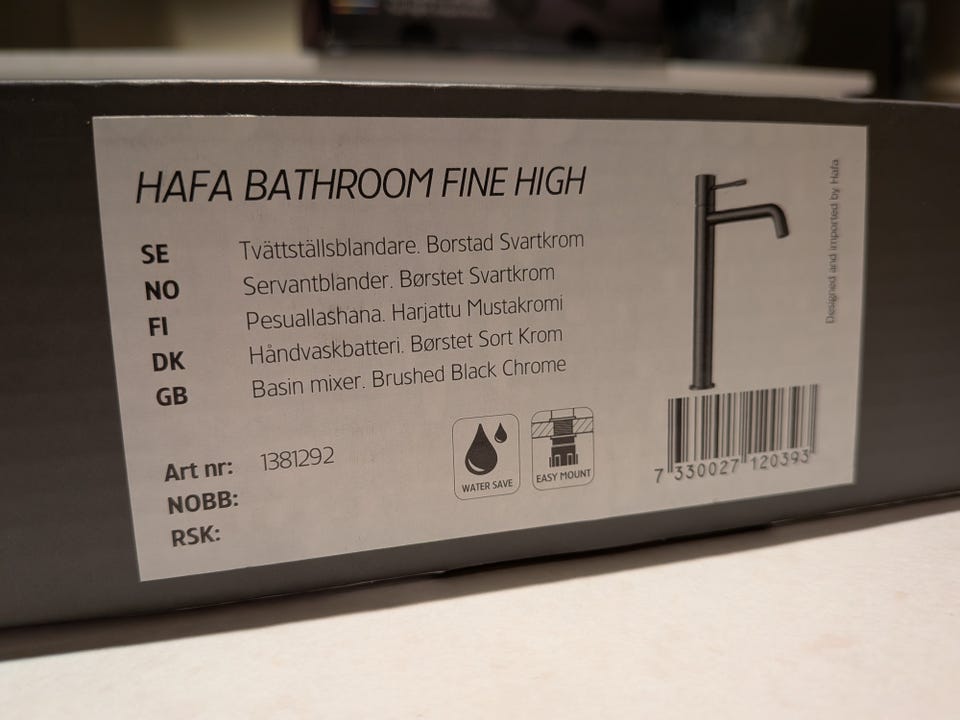 HAFA BATHROOM FINE HIGH
SE Tvättställsblandare. Borstad Svartkrom
NO Servantblander. Børstet Svartkrom
FI Pesuallashana. Harjattu Mustakromi
DK Håndvaskbatteri. Børstet Sort Krom
GB Basin mixer. Brushed Black Chrome
Art nr: 1381292
NOBB:
RSK:
WATER SAVE
EASY MOUNT
7 330027 120393
Designed and imported by Hafa